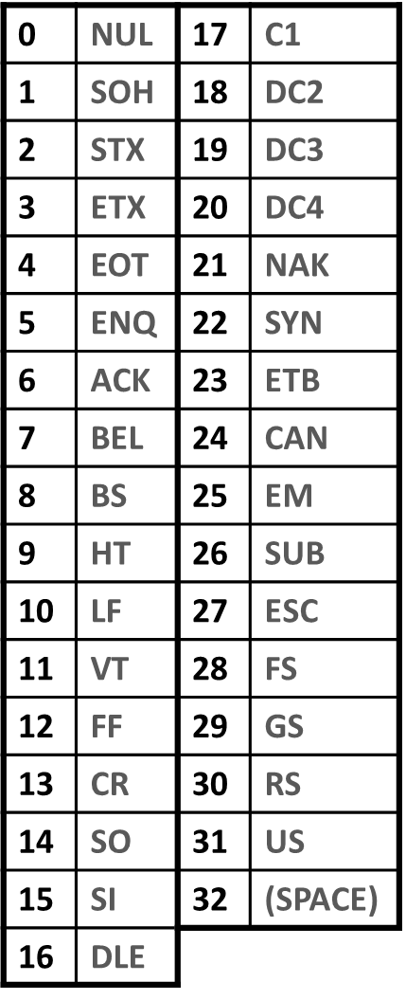 0 NUL 17 C1
1 SOH 18 DC2
2 STX 19 DC3
3 ETX 20 DC4
4 EOT 21 NAK
5 ENQ 22 SYN
6 ACK 23 ETB
7 BEL 24 CAN
8 BS 25 EM
9 HT 26 SUB
10 LF 27 ESC
11 VT 28 FS
12 FF 29 GS
13 CR 30 RS
14 SO 31 US
15 SI 32 (SPACE)
16 DLE